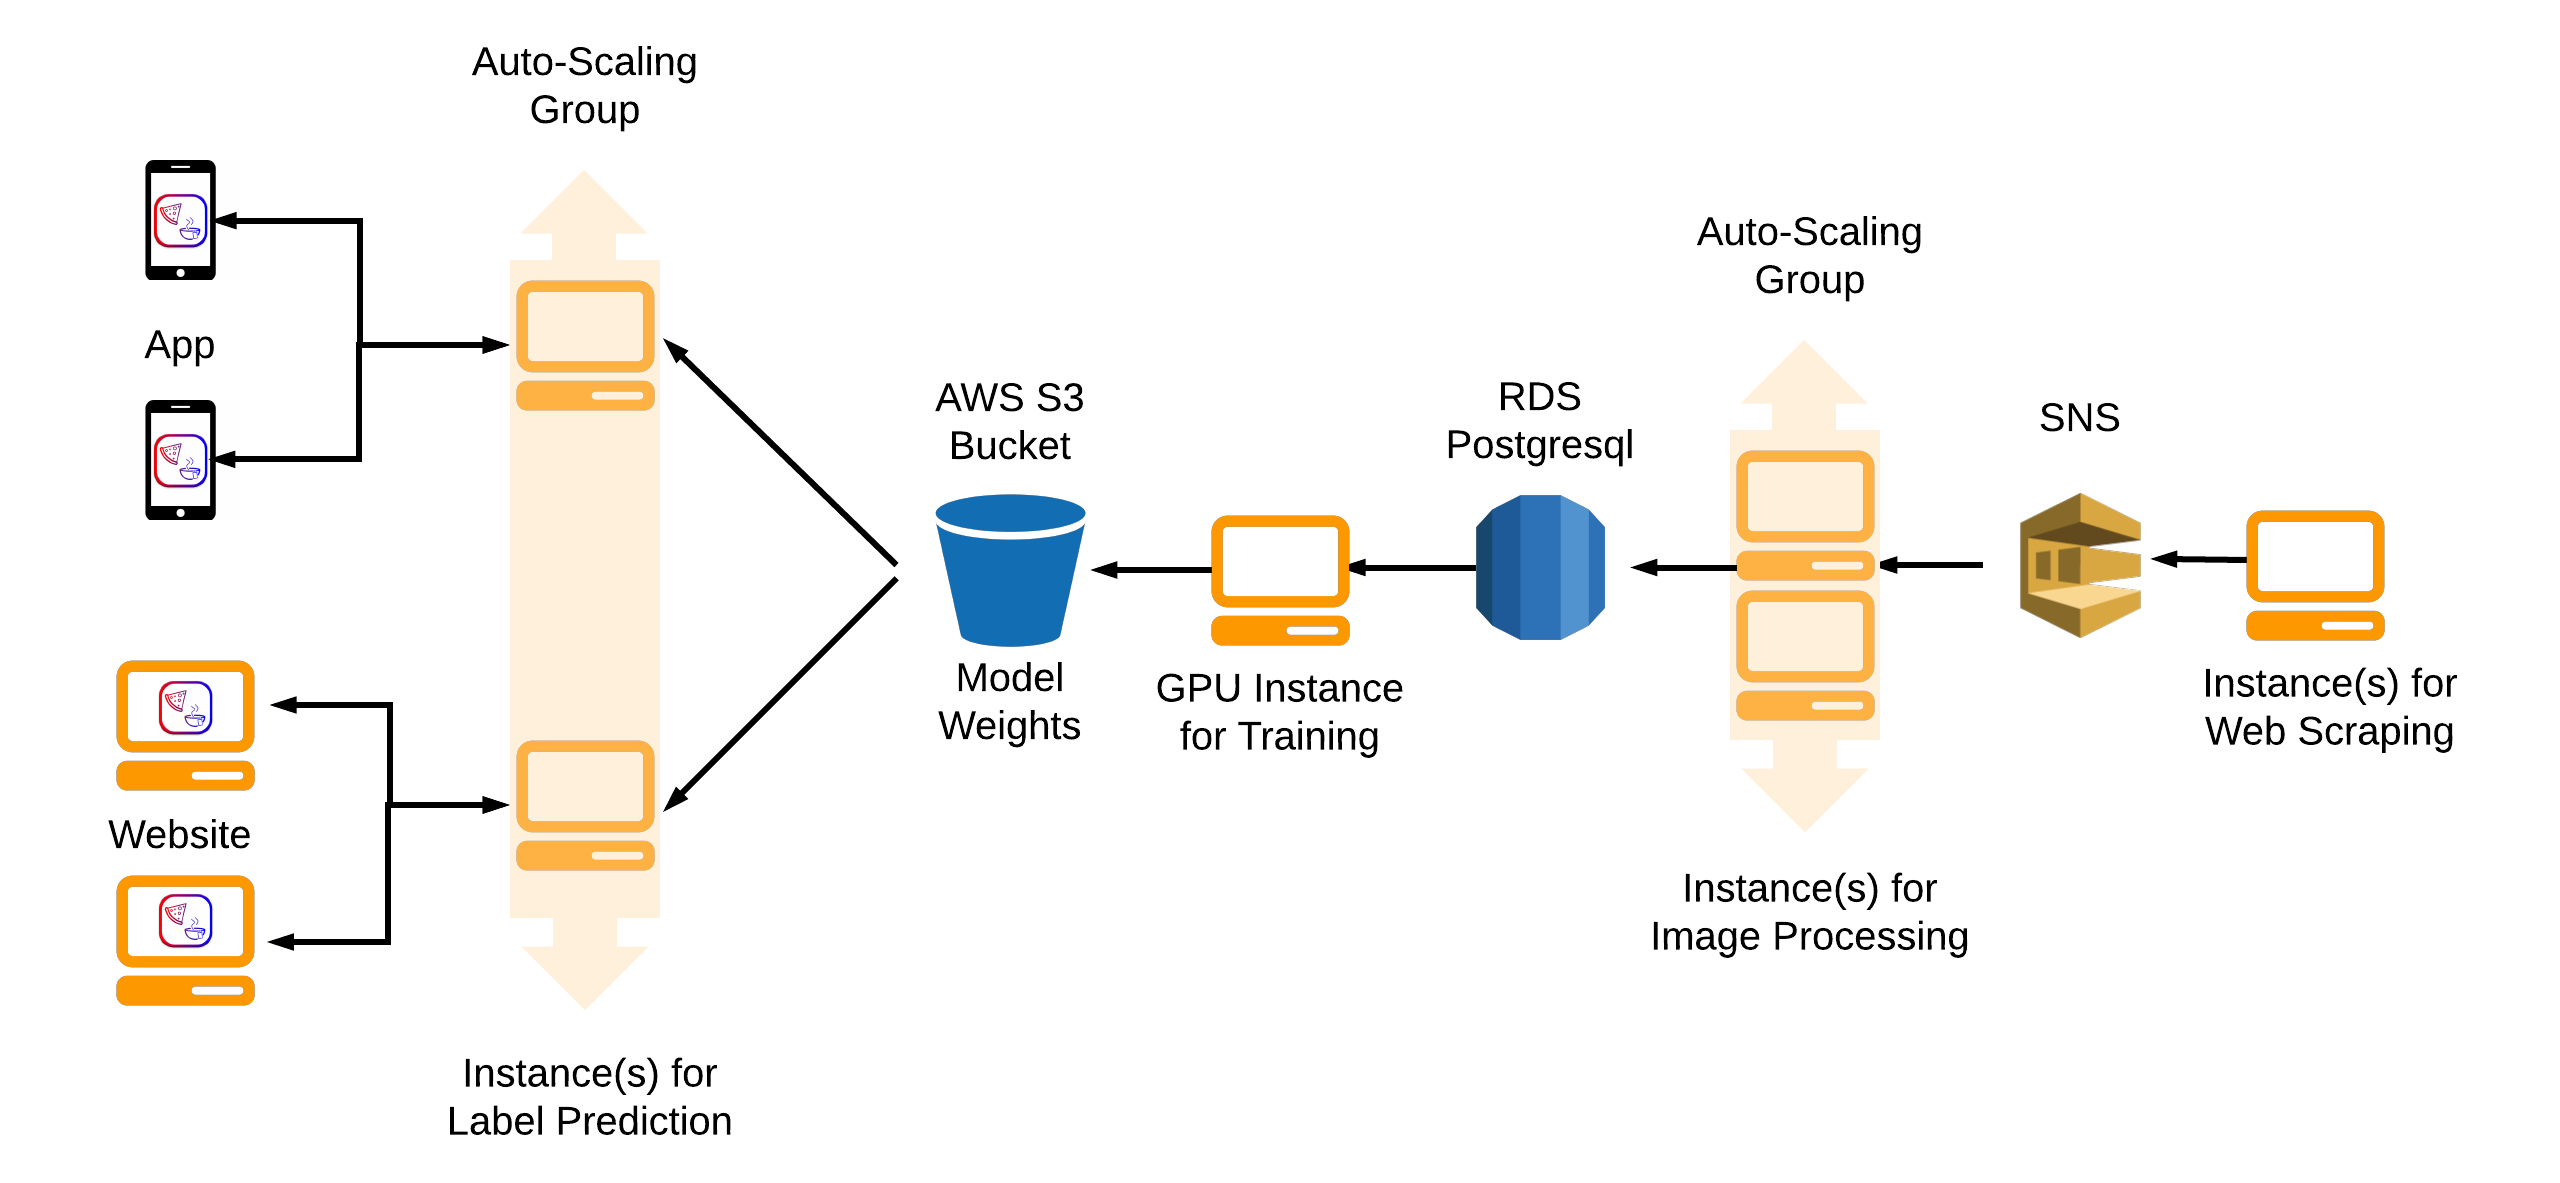 Auto-Scaling
Group
App
Website
Instance(s) for
Label Prediction
AWS S3
Bucket
Model
Weights
GPU Instance
for Training
RDS
Postgresql
Auto-Scaling
Group
Instance(s) for
Image Processing
SNS
Instance(s) for
Web Scraping